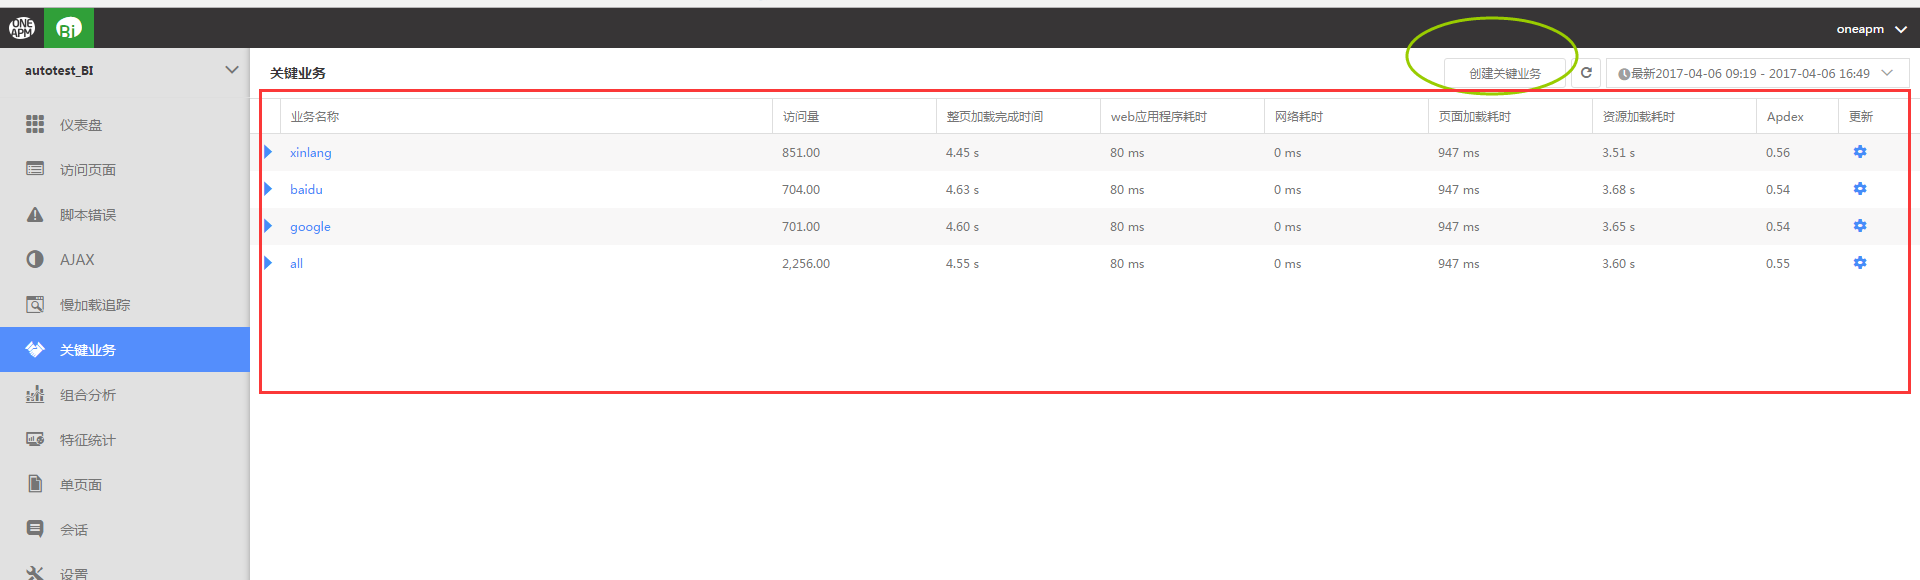 ONE
APM
Bi
oneapm
autotest_BI
关键业务
创建关键业务
最新2017-04-06 09:19 - 2017-04-06 16:49
仪表盘
访问页面
脚本错误
AJAX
慢加载追踪
关键业务
组合分析
特征统计
单页面
会话
设置
业务名称 访问量 整页加载完成时间 web应用程序耗时 网络耗时 页面加载耗时 资源加载耗时 Apdex 更新
xinlang 851.00 4.45 s 80 ms 0 ms 947 ms 3.51 s 0.56
baidu 704.00 4.63 s 80 ms 0 ms 947 ms 3.68 s 0.54
google 701.00 4.60 s 80 ms 0 ms 947 ms 3.65 s 0.54
all 2,256.00 4.55 s 80 ms 0 ms 947 ms 3.60 s 0.55